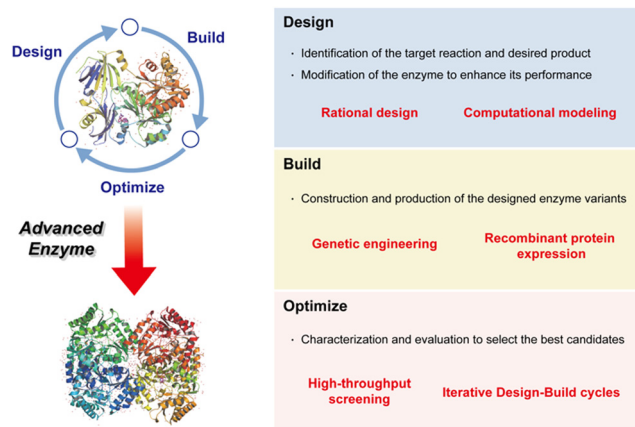 Design
Build
Optimize
Advanced
Enzyme
Design
· Identification of the target reaction and desired product
· Modification of the enzyme to enhance its performance
Rational design
Computational modeling
Build
· Construction and production of the designed enzyme variants
Genetic engineering
Recombinant protein
expression
Optimize
· Characterization and evaluation to select the best candidates
High-throughput
screening
Iterative Design-Build cycles